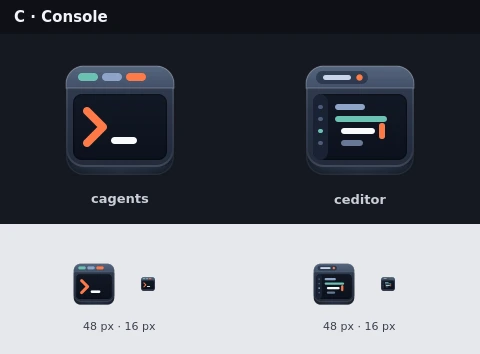 C · Console
cagents
ceditor
48 px · 16 px
48 px · 16 px